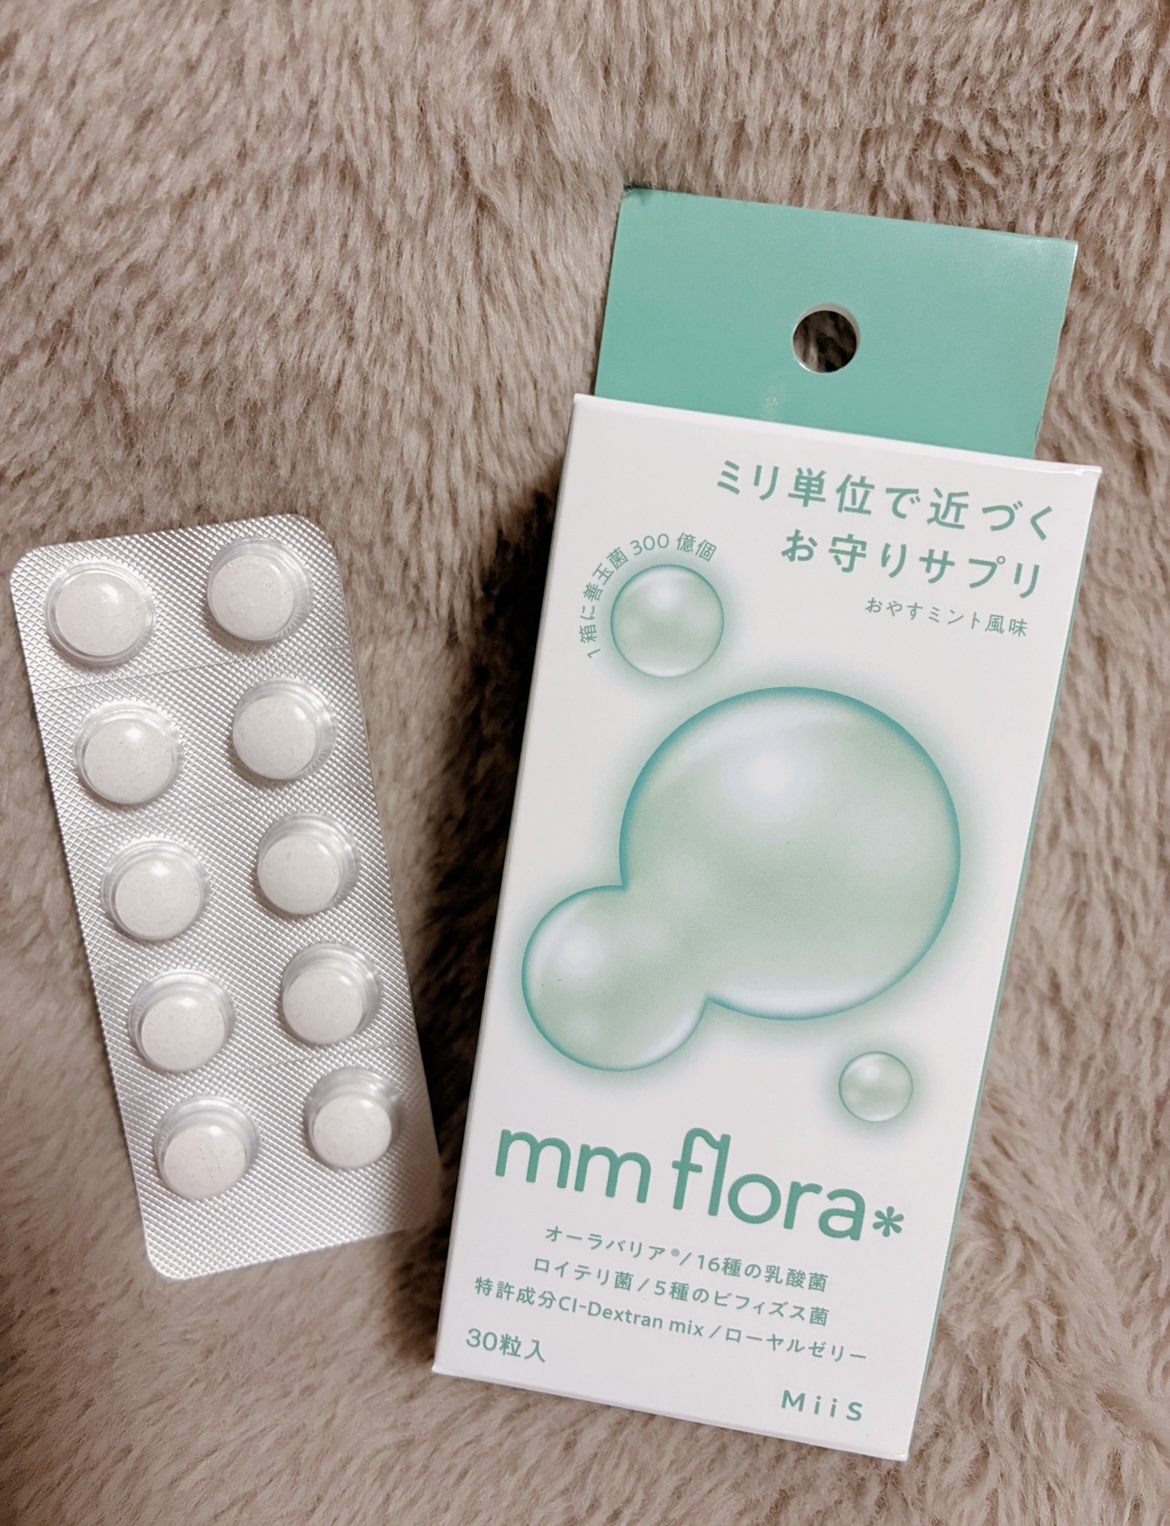 ミリ単位で近づく
お守りサプリ
おやすミント風味
1箱に善玉菌300億個
mm flora*
オーラバリア®/16種の乳酸菌
ロイテリ菌/5種のビフィズス菌
特許成分CI-Dextran mix/ローヤルゼリー
30粒入
MiiS